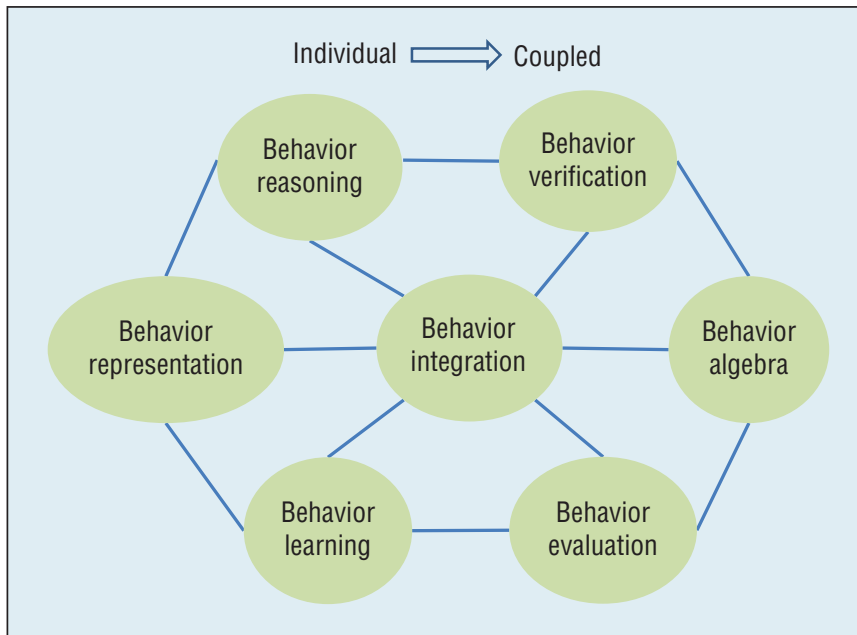 Individual Coupled
Behavior
reasoning
Behavior
verification
Behavior
representation
Behavior
integration
Behavior
algebra
Behavior
learning
Behavior
evaluation